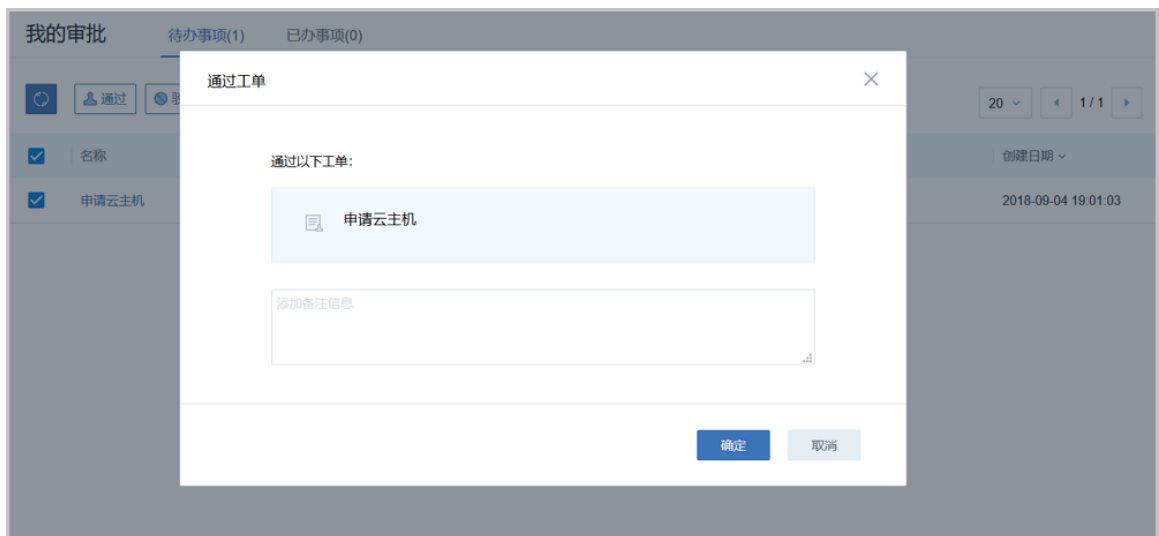 我的审批 待办事项(1) 已办事项(0)
通过工单
通过 20 1 / 1
名称 创建日期
通过以下工单：
申请云主机 2018-09-04 19:01:03
申请云主机
添加备注信息
确定 取消